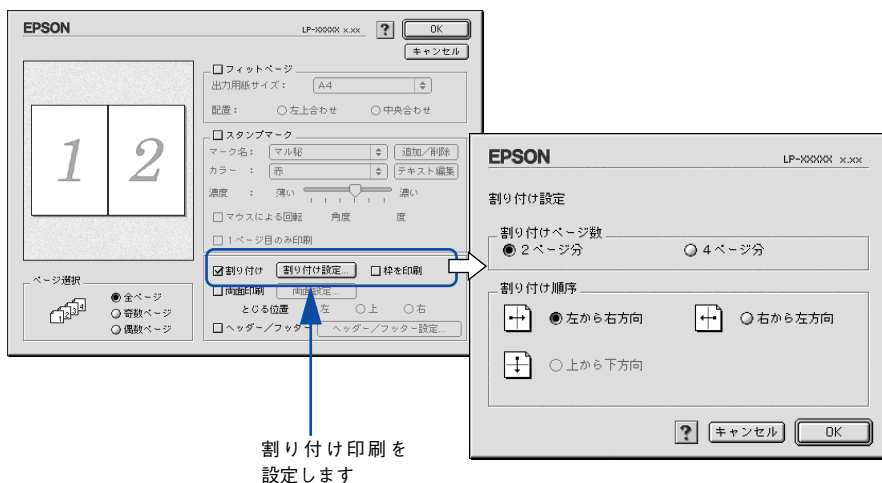 EPSON
LP-XXXXX x.xx
?
OK
キャンセル
フィットページ
出力用紙サイズ： A4
配置： 左上合わせ 中央合わせ
スタンプマーク
マーク名： マル秘 追加／削除
カラー ： 赤 テキスト編集
濃度 ： 薄い 濃い
マウスによる回転 角度 度
1ページ目のみ印刷
割り付け 割り付け設定... 枠を印刷
両面印刷 両面設定...
とじる位置 左 上 右
ヘッダー／フッター ヘッダー／フッター設定...
1 2
ページ選択
1 2 3 4
全ページ
奇数ページ
偶数ページ
割り付け印刷を
設定します
EPSON
LP-XXXXX x.xx
割り付け設定
割り付けページ数
2ページ分 4ページ分
割り付け順序
左から右方向 右から左方向
上から下方向
? キャンセル OK